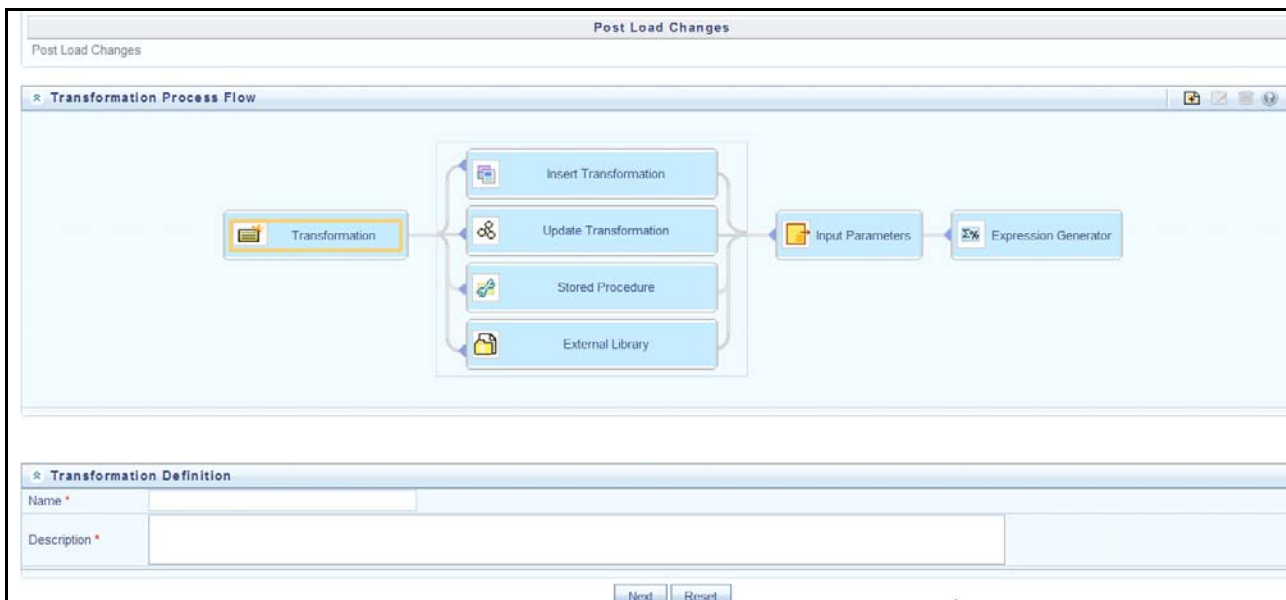 Post Load Changes
Post Load Changes
Transformation Process Flow
Insert Transformation
Transformation
Update Transformation
Input Parameters
Expression Generator
Stored Procedure
External Library
Transformation Definition
Name *
Description *
Next Reset